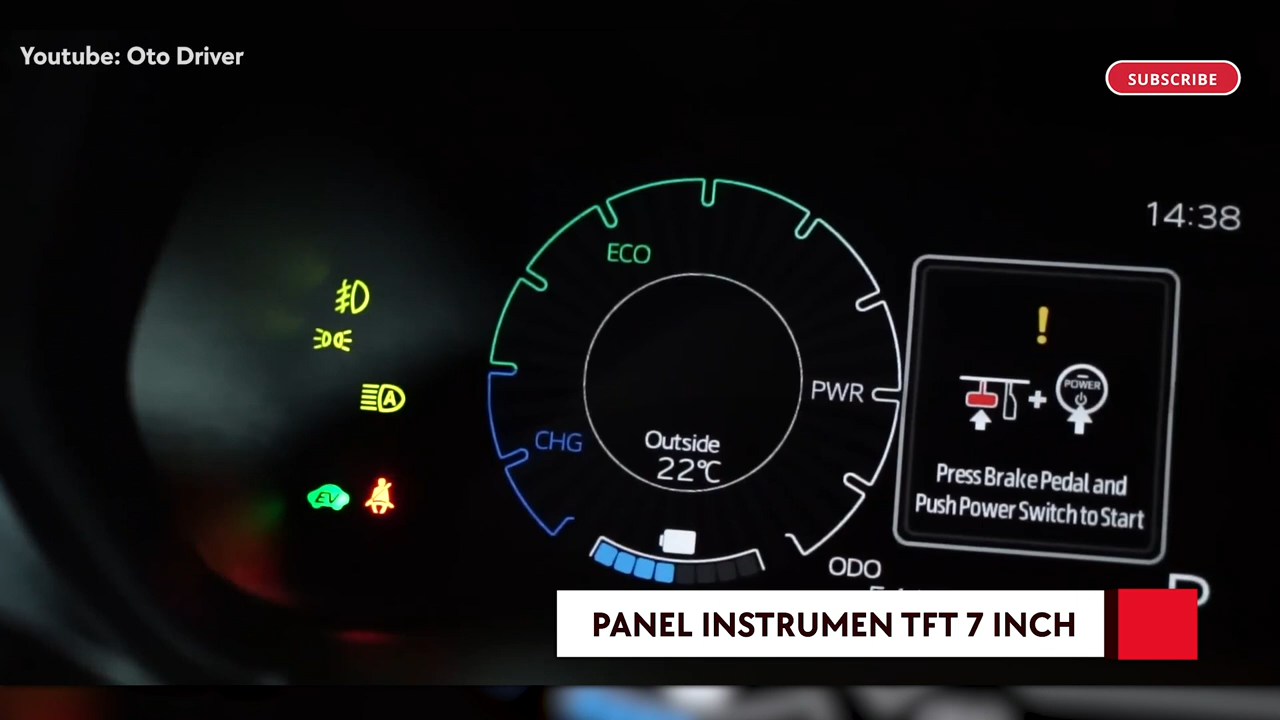 Youtube: Oto Driver
SUBSCRIBE
14:38
ECO
POWER
PWR
CHG
Outside
22°C
Press Brake Pedal and
Push Power Switch to Start
A
EV
ODO
P
PANEL INSTRUMEN TFT 7 INCH